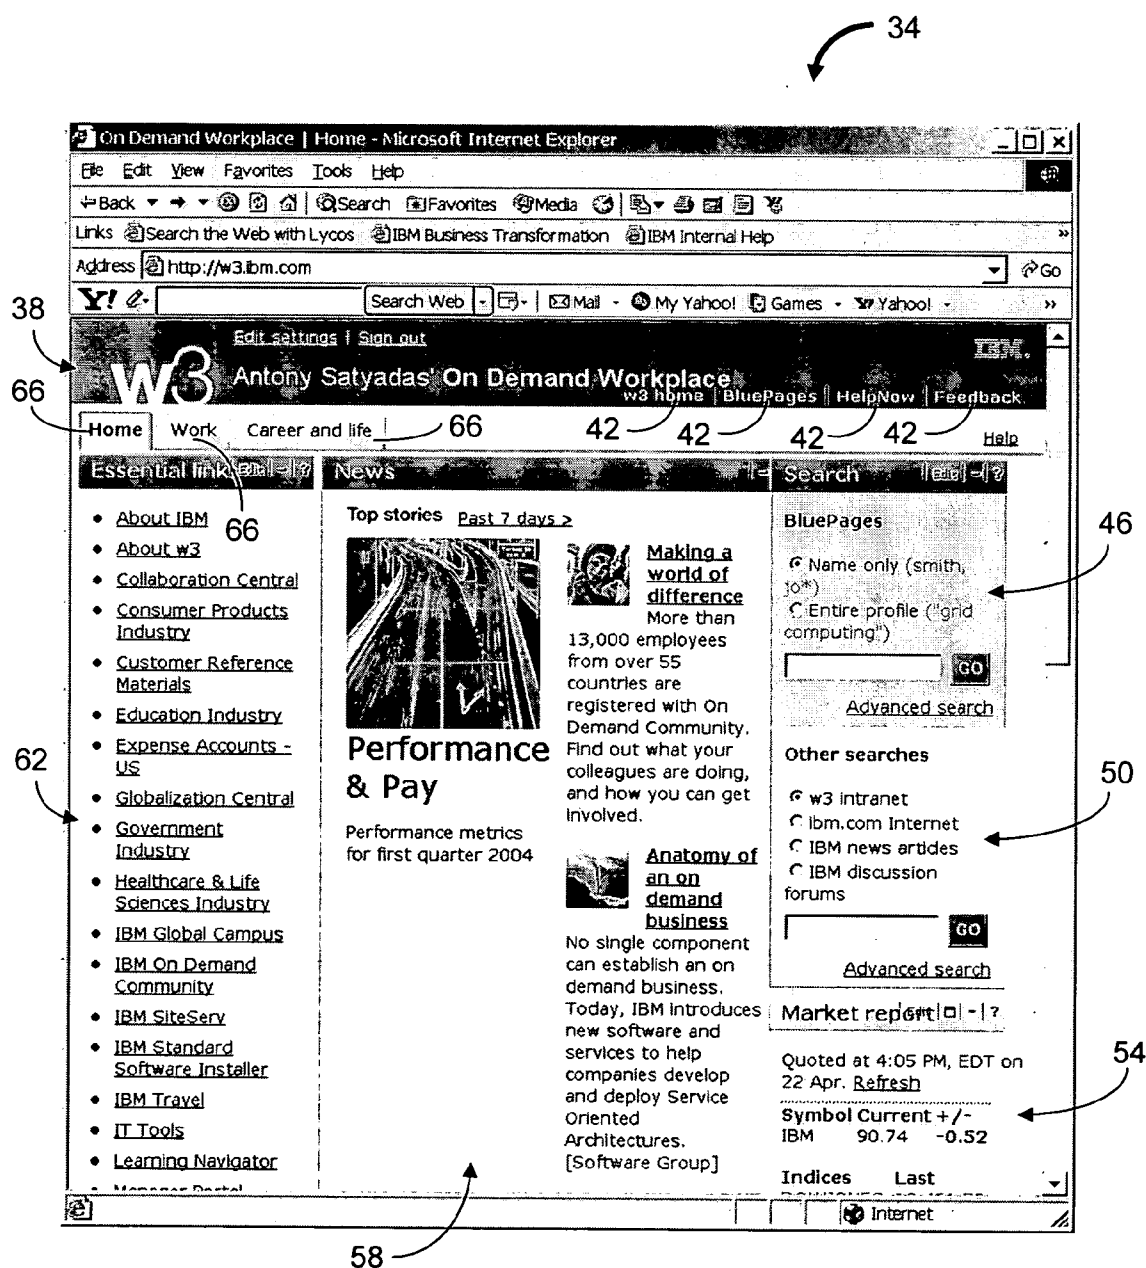 34
On Demand Workplace | Home - Microsoft Internet Explorer
File Edit View Favorites Tools Help
Back Search Favorites Media
Links Search the Web with Lycos IBM Business Transformation IBM Internal Help »
Address http://w3.ibm.com Go
Y! Search Web Mail My Yahoo! Games Yahoo! »
38
Edit settings | Sign out
IBM.
w3 Antony Satyadas' On Demand Workplace
w3 home | BluePages | HelpNow | Feedback
66
Home Work Career and life
66
42 42 42 42
Help
Essential links Edit - ?
66
News -
Search Edit - ?
About IBM
About w3
Collaboration Central
Consumer Products
Industry
Customer Reference
Materials
Education Industry
Expense Accounts -
US
Globalization Central
Government
Industry
Healthcare & Life
Sciences Industry
IBM Global Campus
IBM On Demand
Community
IBM SiteServ
IBM Standard
Software Installer
IBM Travel
IT Tools
Learning Navigator
Manager Portal
62
Top stories Past 7 days >
Performance
& Pay
Performance metrics
for first quarter 2004
Making a
world of
difference
More than
13,000 employees
from over 55
countries are
registered with On
Demand Community.
Find out what your
colleagues are doing,
and how you can get
involved.
Anatomy of
an on
demand
business
No single component
can establish an on
demand business.
Today, IBM introduces
new software and
services to help
companies develop
and deploy Service
Oriented
Architectures.
[Software Group]
58
BluePages
Name only (smith,
jo*)
Entire profile ("grid
computing")
GO
Advanced search
46
Other searches
w3 intranet
ibm.com Internet
IBM news articles
IBM discussion
forums
GO
Advanced search
50
Market report Edit - ?
Quoted at 4:05 PM, EDT on
22 Apr. Refresh
Symbol Current +/-
IBM 90.74 -0.52
Indices Last
54
Internet